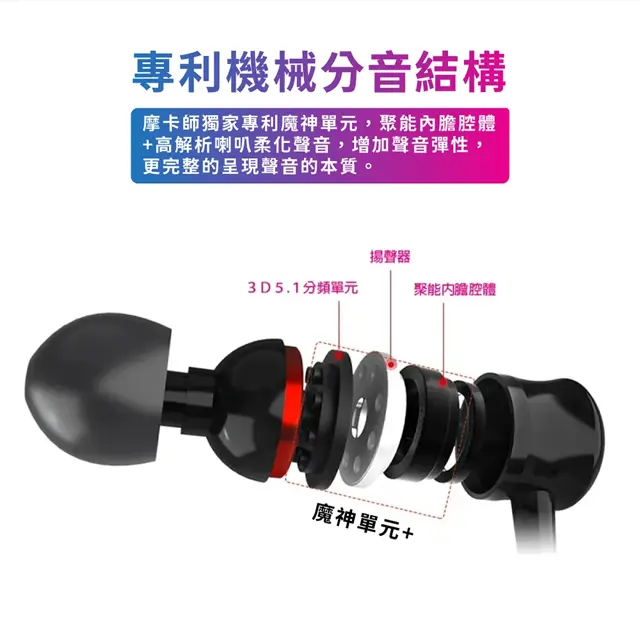 專利機械分音結構
摩卡師獨家專利魔神單元，聚能內膽腔體
+高解析喇叭柔化聲音，增加聲音彈性，
更完整的呈現聲音的本質。
揚聲器
3D5.1分頻單元
聚能內膽腔體
魔神單元+